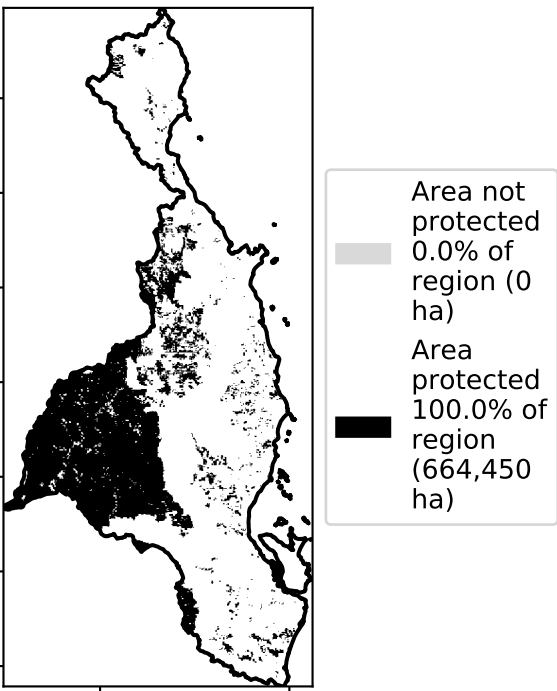 Area not
protected
0.0% of
region (0
ha)
Area
protected
100.0% of
region
(664,450
ha)